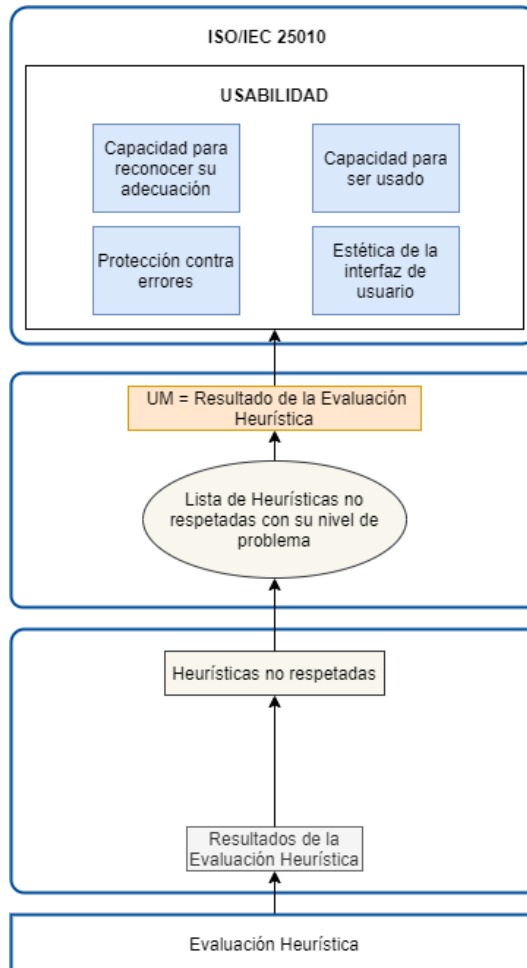 ISO/IEC 25010
USABILIDAD
Capacidad para
reconocer su
adecuación
Capacidad para
ser usado
Protección contra
errores
Estética de la
interfaz de
usuario
UM = Resultado de la Evaluación
Heurística
Lista de Heurísticas no
respetadas con su nivel de
problema
Heurísticas no respetadas
Resultados de la
Evaluación Heurística
Evaluación Heurística